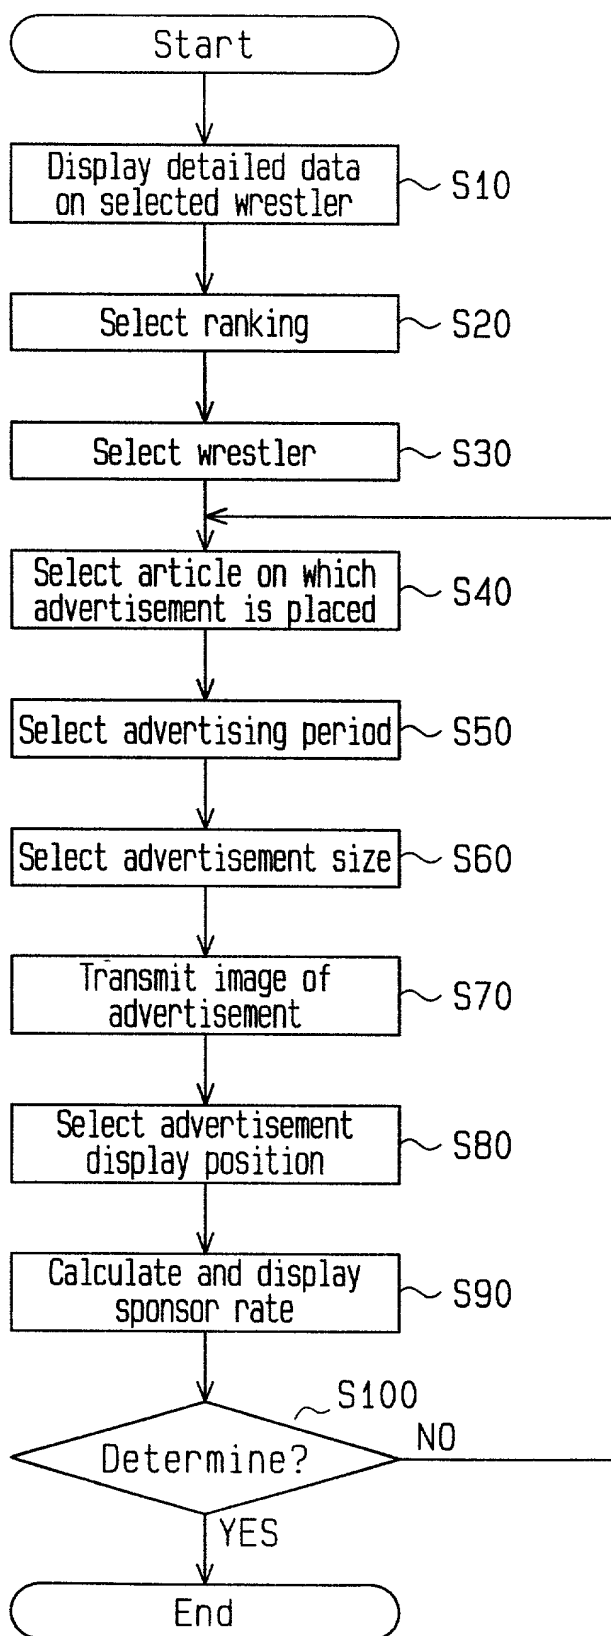 Start
Display detailed data
on selected wrestler
S10
Select ranking
S20
Select wrestler
S30
Select article on which
advertisement is placed
S40
Select advertising period
S50
Select advertisement size
S60
Transmit image of
advertisement
S70
Select advertisement
display position
S80
Calculate and display
sponsor rate
S90
S100
Determine?
NO
YES
End